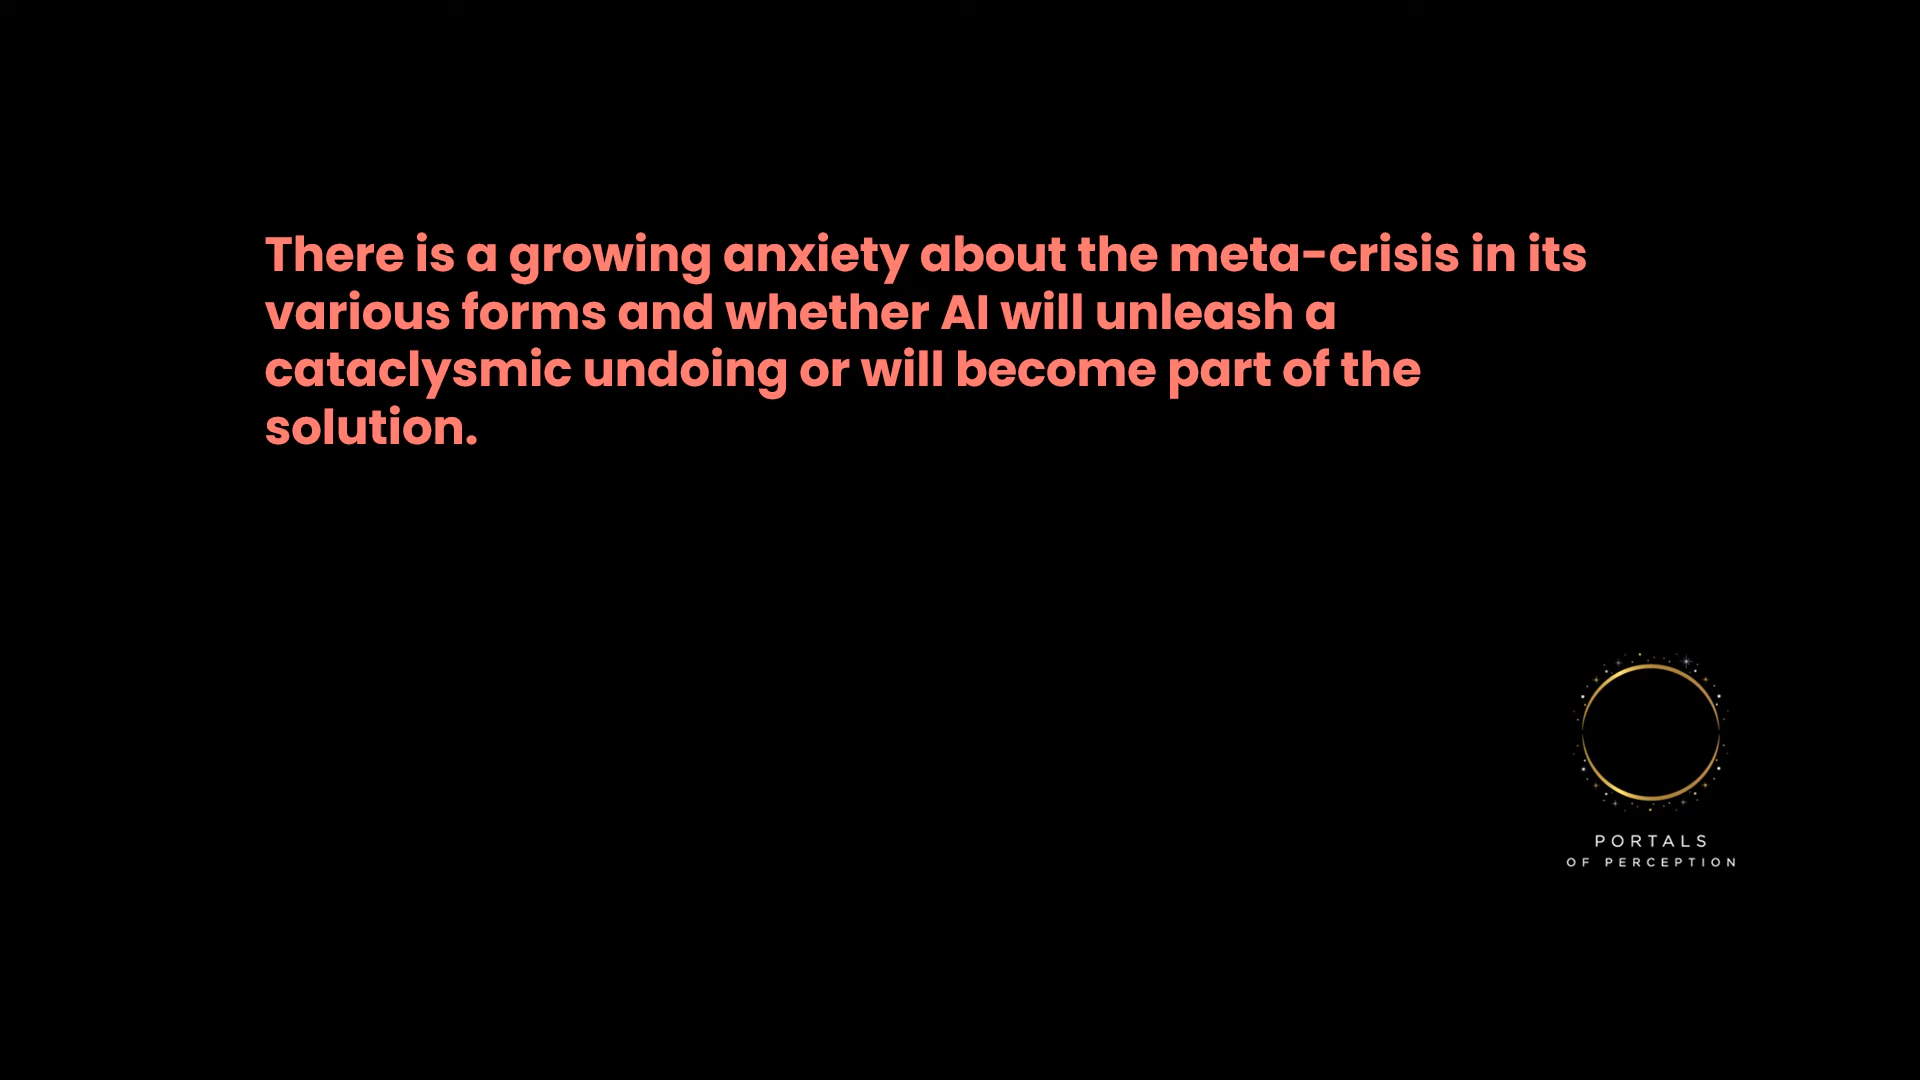 There is a growing anxiety about the meta-crisis in its
various forms and whether AI will unleash a
cataclysmic undoing or will become part of the
solution.
PORTALS
OF PERCEPTION